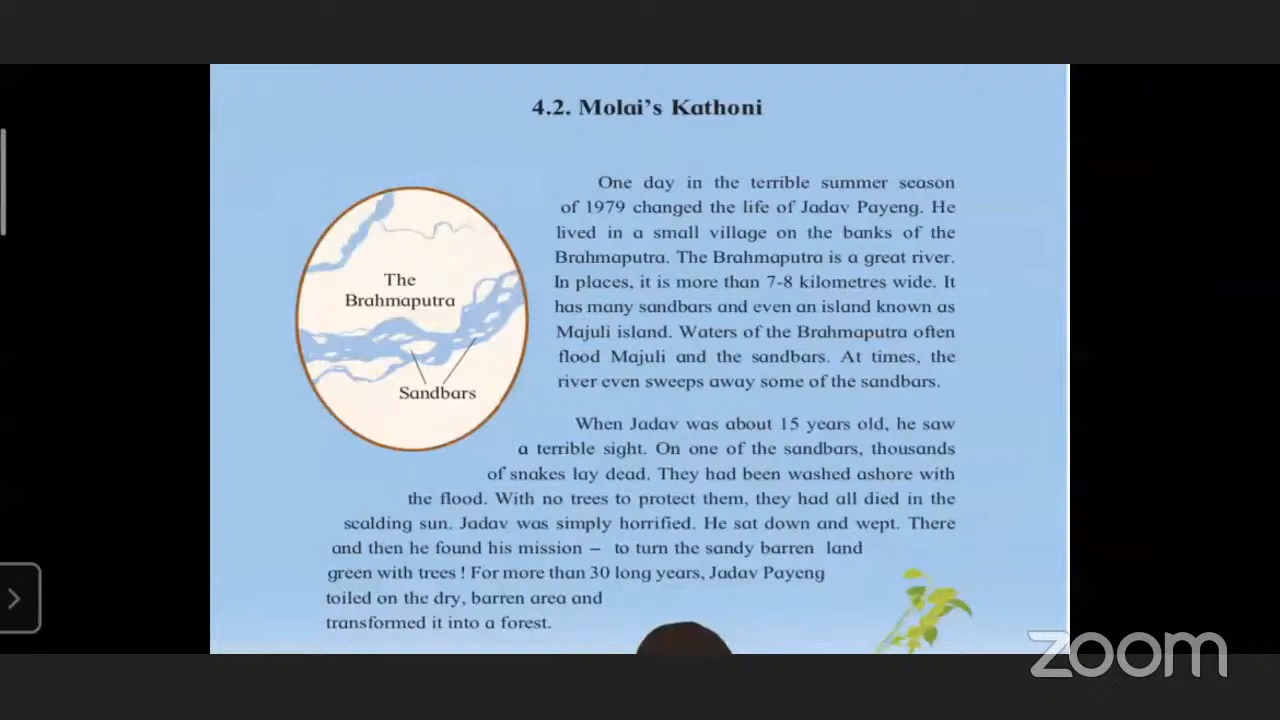 4.2. Molai's Kathoni
One day in the terrible summer season
of 1979 changed the life of Jadav Payeng. He
lived in a small village on the banks of the
Brahmaputra. The Brahmaputra is a great river.
In places, it is more than 7-8 kilometres wide. It
has many sandbars and even an island known as
Majuli island. Waters of the Brahmaputra often
flood Majuli and the sandbars. At times, the
river even sweeps away some of the sandbars.
The
Brahmaputra
Sandbars
When Jadav was about 15 years old, he saw
a terrible sight. On one of the sandbars, thousands
of snakes lay dead. They had been washed ashore with
the flood. With no trees to protect them, they had all died in the
scalding sun. Jadav was simply horrified. He sat down and wept. There
and then he found his mission – to turn the sandy barren land
green with trees ! For more than 30 long years, Jadav Payeng
toiled on the dry, barren area and
transformed it into a forest.
zoom